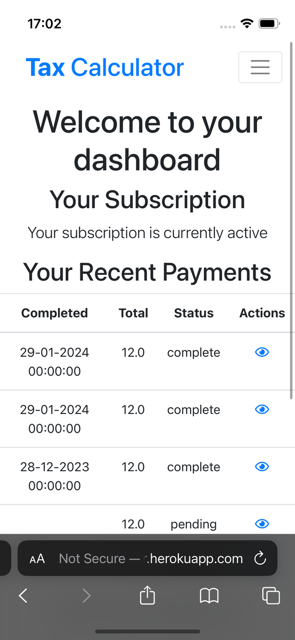 17:02
Tax Calculator
Welcome to your
dashboard
Your Subscription
Your subscription is currently active
Your Recent Payments
Completed Total Status Actions
29-01-2024 12.0 complete
00:00:00
29-01-2024 12.0 complete
00:00:00
28-12-2023 12.0 complete
00:00:00
12.0 pending
AA Not Secure — .herokuapp.com